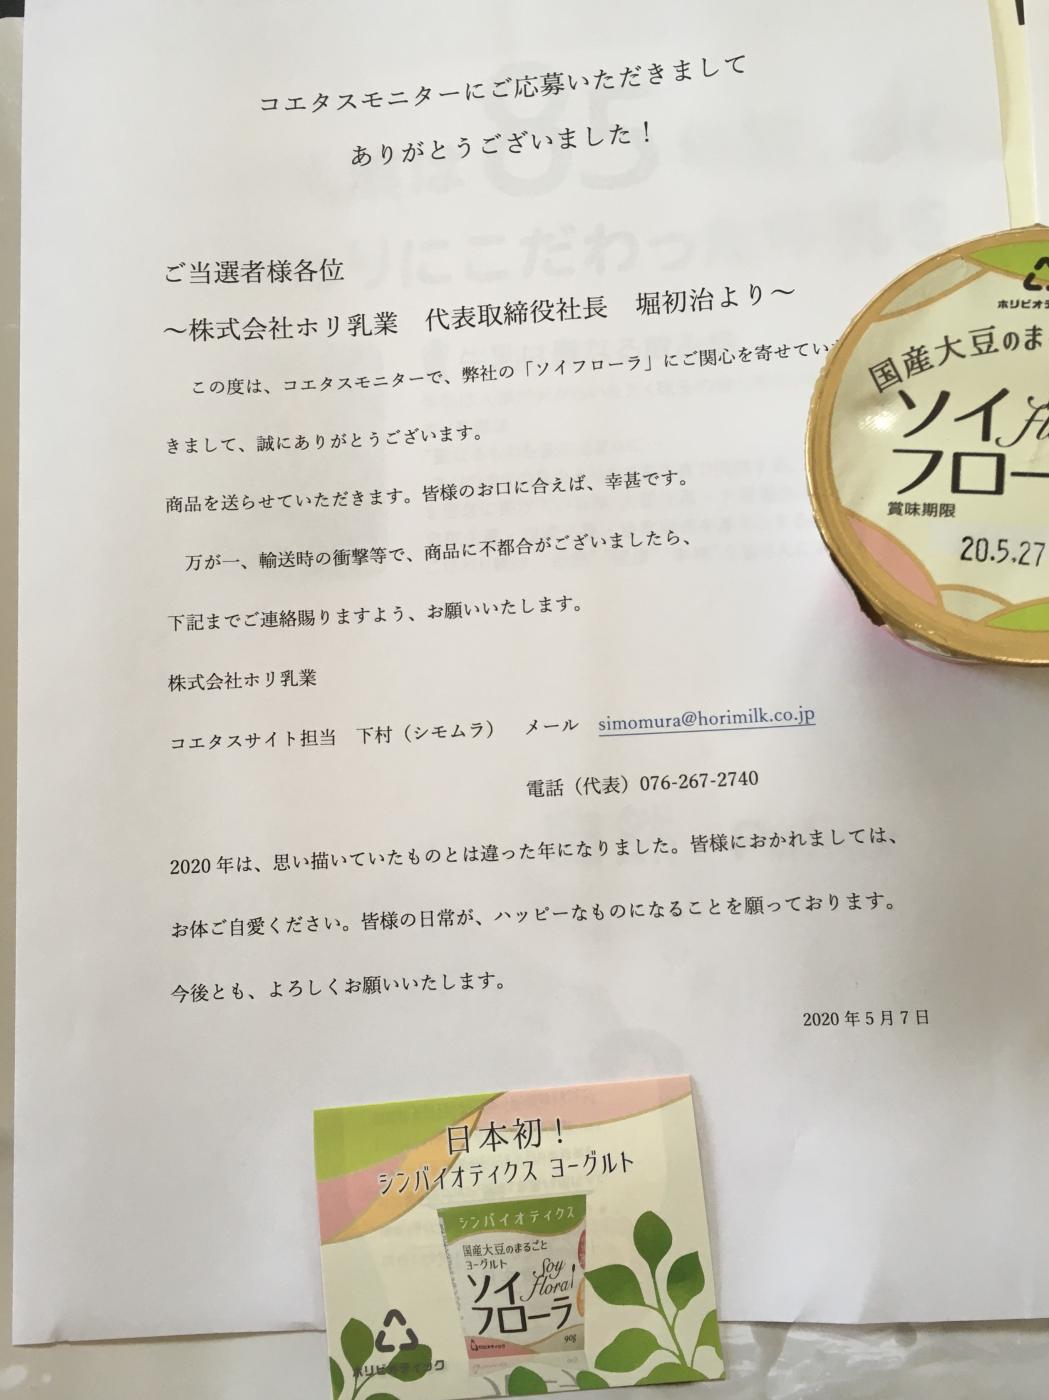 コエタスモニターにご応募いただきまして
ありがとうございました！
ご当選者様各位
～株式会社ホリ乳業　代表取締役社長　堀初治より～
この度は、コエタスモニターで、弊社の「ソイフローラ」にご関心を寄せてい
きまして、誠にありがとうございます。
商品を送らせていただきます。皆様のお口に合えば、幸甚です。
万が一、輸送時の衝撃等で、商品に不都合がございましたら、
下記までご連絡賜りますよう、お願いいたします。
株式会社ホリ乳業
コエタスサイト担当　下村（シモムラ）　メール　simomura@horimilk.co.jp
電話（代表）076-267-2740
2020 年は、思い描いていたものとは違った年になりました。皆様におかれましては、
お体ご自愛ください。皆様の日常が、ハッピーなものになることを願っております。
今後とも、よろしくお願いいたします。
2020 年 5 月 7 日
ホリビオテ
国産大豆のま
ソイ fl
フロー
賞味期限
20.5.27
日本初！
シンバイオティクス ヨーグルト
シンバイオティクス
国産大豆のまるごと
ヨーグルト
ソイ Soy flora!
フローラ
90g
ホリビオティック